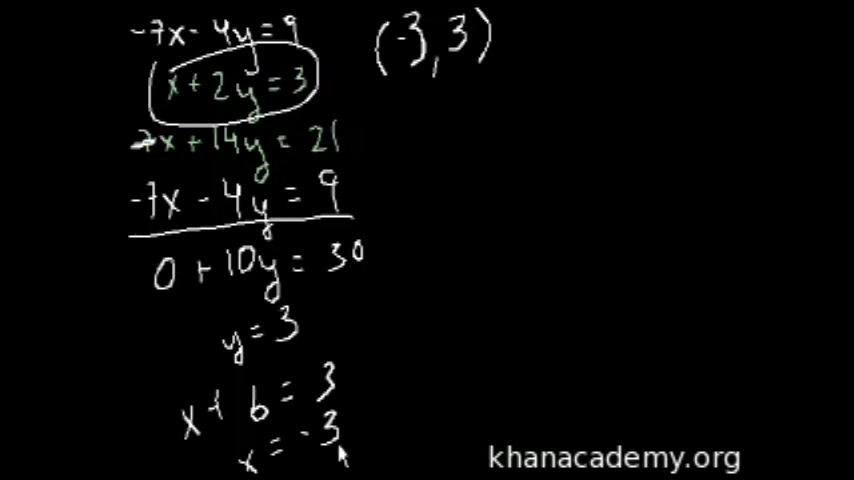 -7x - 4y = 9
(-3, 3)
x + 2y = 3
7x + 14y = 21
-7x - 4y = 9
0 + 10y = 30
y = 3
x + 6 = 3
x = -3
khanacademy.org